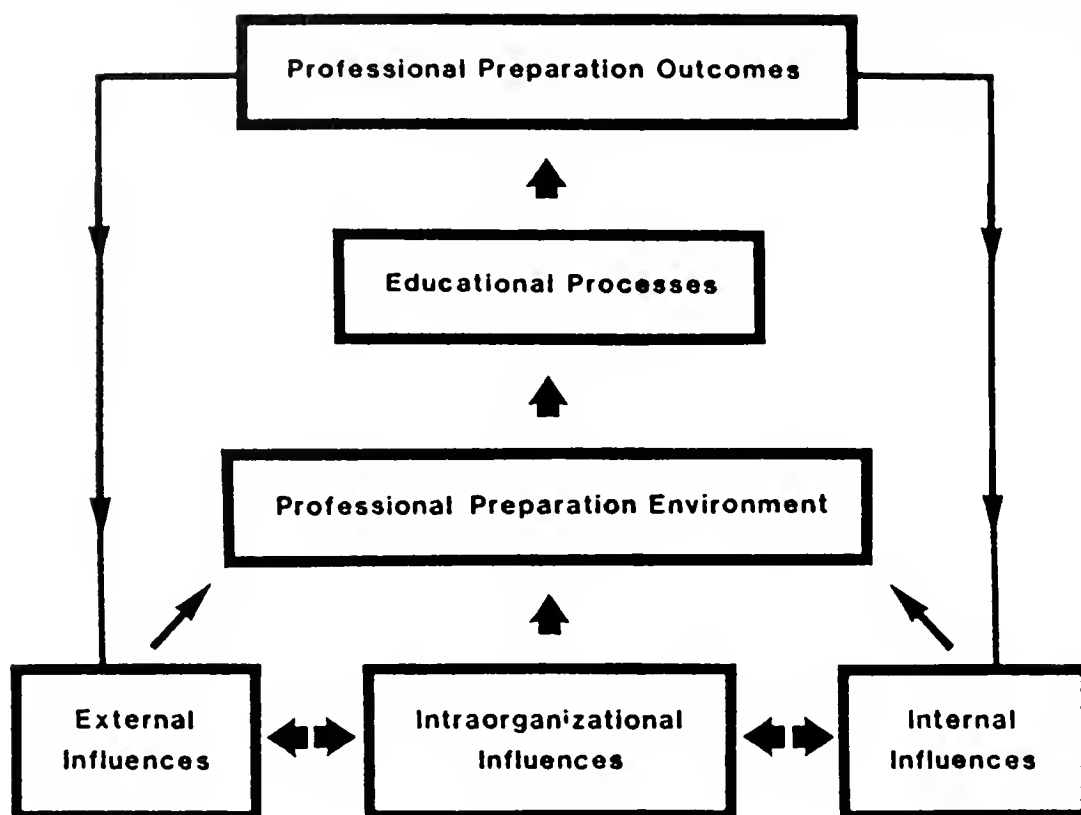 Professional Preparation Outcomes
Educational Processes
Professional Preparation Environment
External
Influences
Intraorganizational
Influences
Internal
Influences